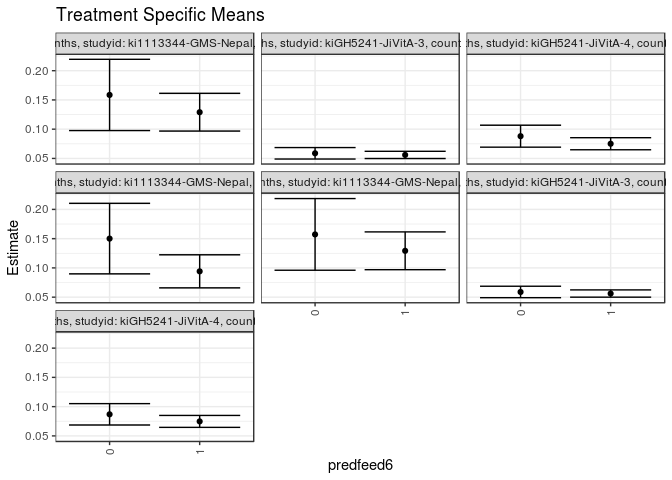 Treatment Specific Means
nths, studyid: ki1113344-GMS-Nepal,
hs, studyid: kiGH5241-JiVitA-3, count
ths, studyid: kiGH5241-JiVitA-4, coun
0.20
0.15
0.10
0.05
nths, studyid: ki1113344-GMS-Nepal,
nths, studyid: ki1113344-GMS-Nepal,
ths, studyid: kiGH5241-JiVitA-3, coun
0.20
0.15
0.10
0.05
0 1
0 1
ths, studyid: kiGH5241-JiVitA-4, count
0.20
0.15
0.10
0.05
0 1
Estimate
predfeed6